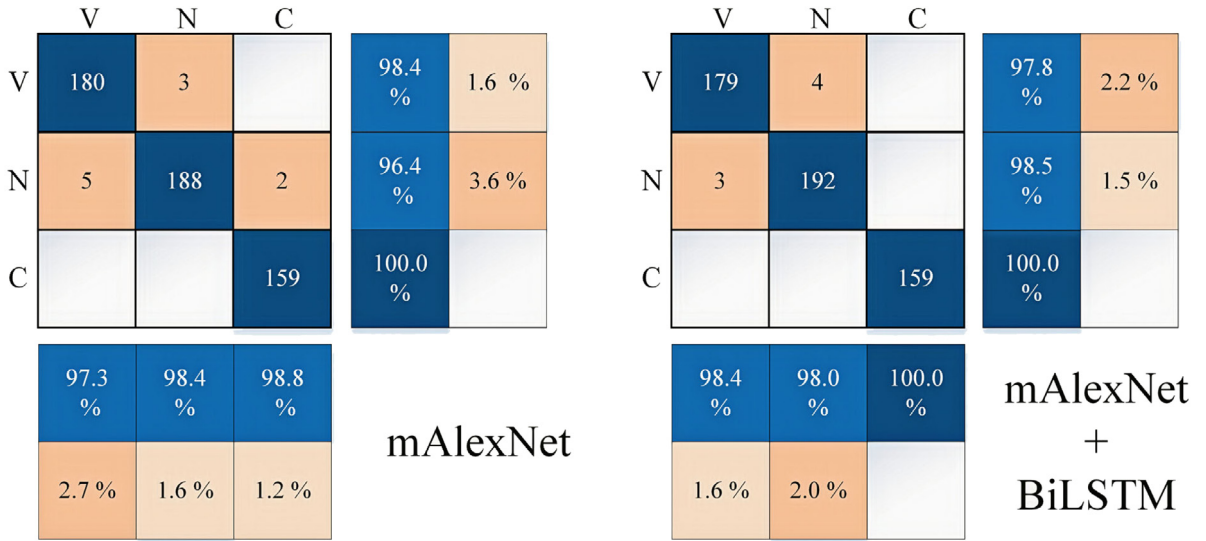 V N C
V 180 3 98.4 % 1.6 %
N 5 188 2 96.4 % 3.6 %
C 159 100.0 %
97.3 % 98.4 % 98.8 %
2.7 % 1.6 % 1.2 %
mAlexNet
V N C
V 179 4 97.8 % 2.2 %
N 3 192 98.5 % 1.5 %
C 159 100.0 %
98.4 % 98.0 % 100.0 %
1.6 % 2.0 %
mAlexNet
+
BiLSTM